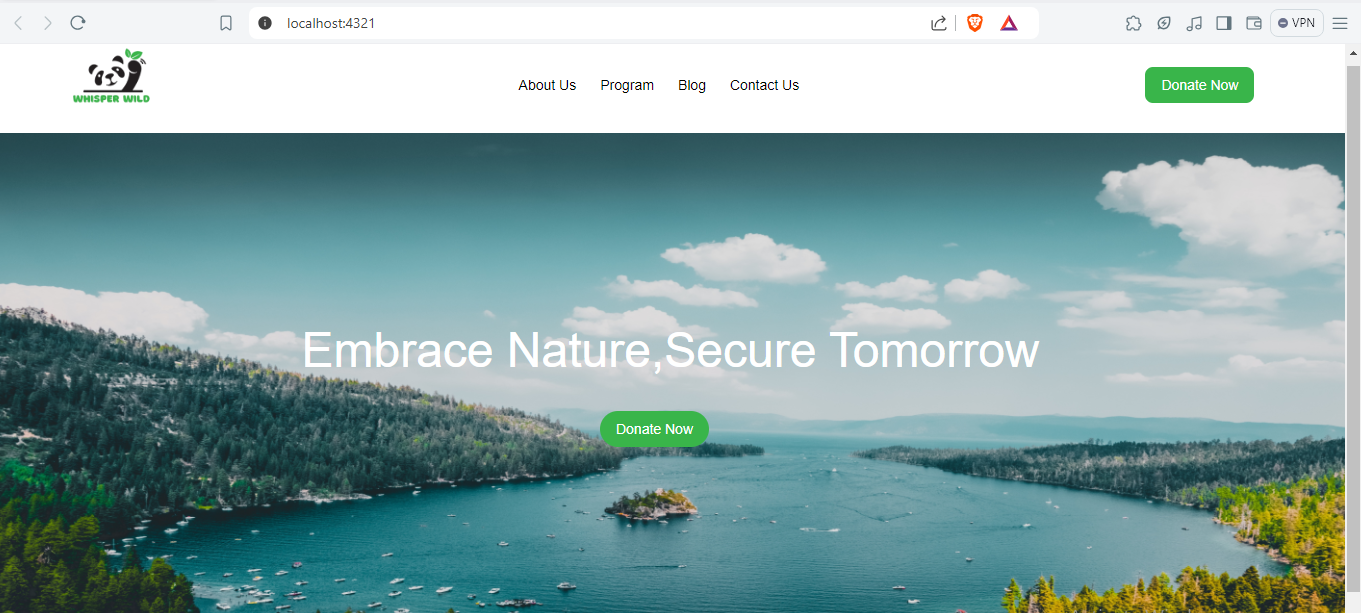 localhost:4321
VPN
WHISPER WILD
About Us Program Blog Contact Us
Donate Now
Embrace Nature,Secure Tomorrow
Donate Now